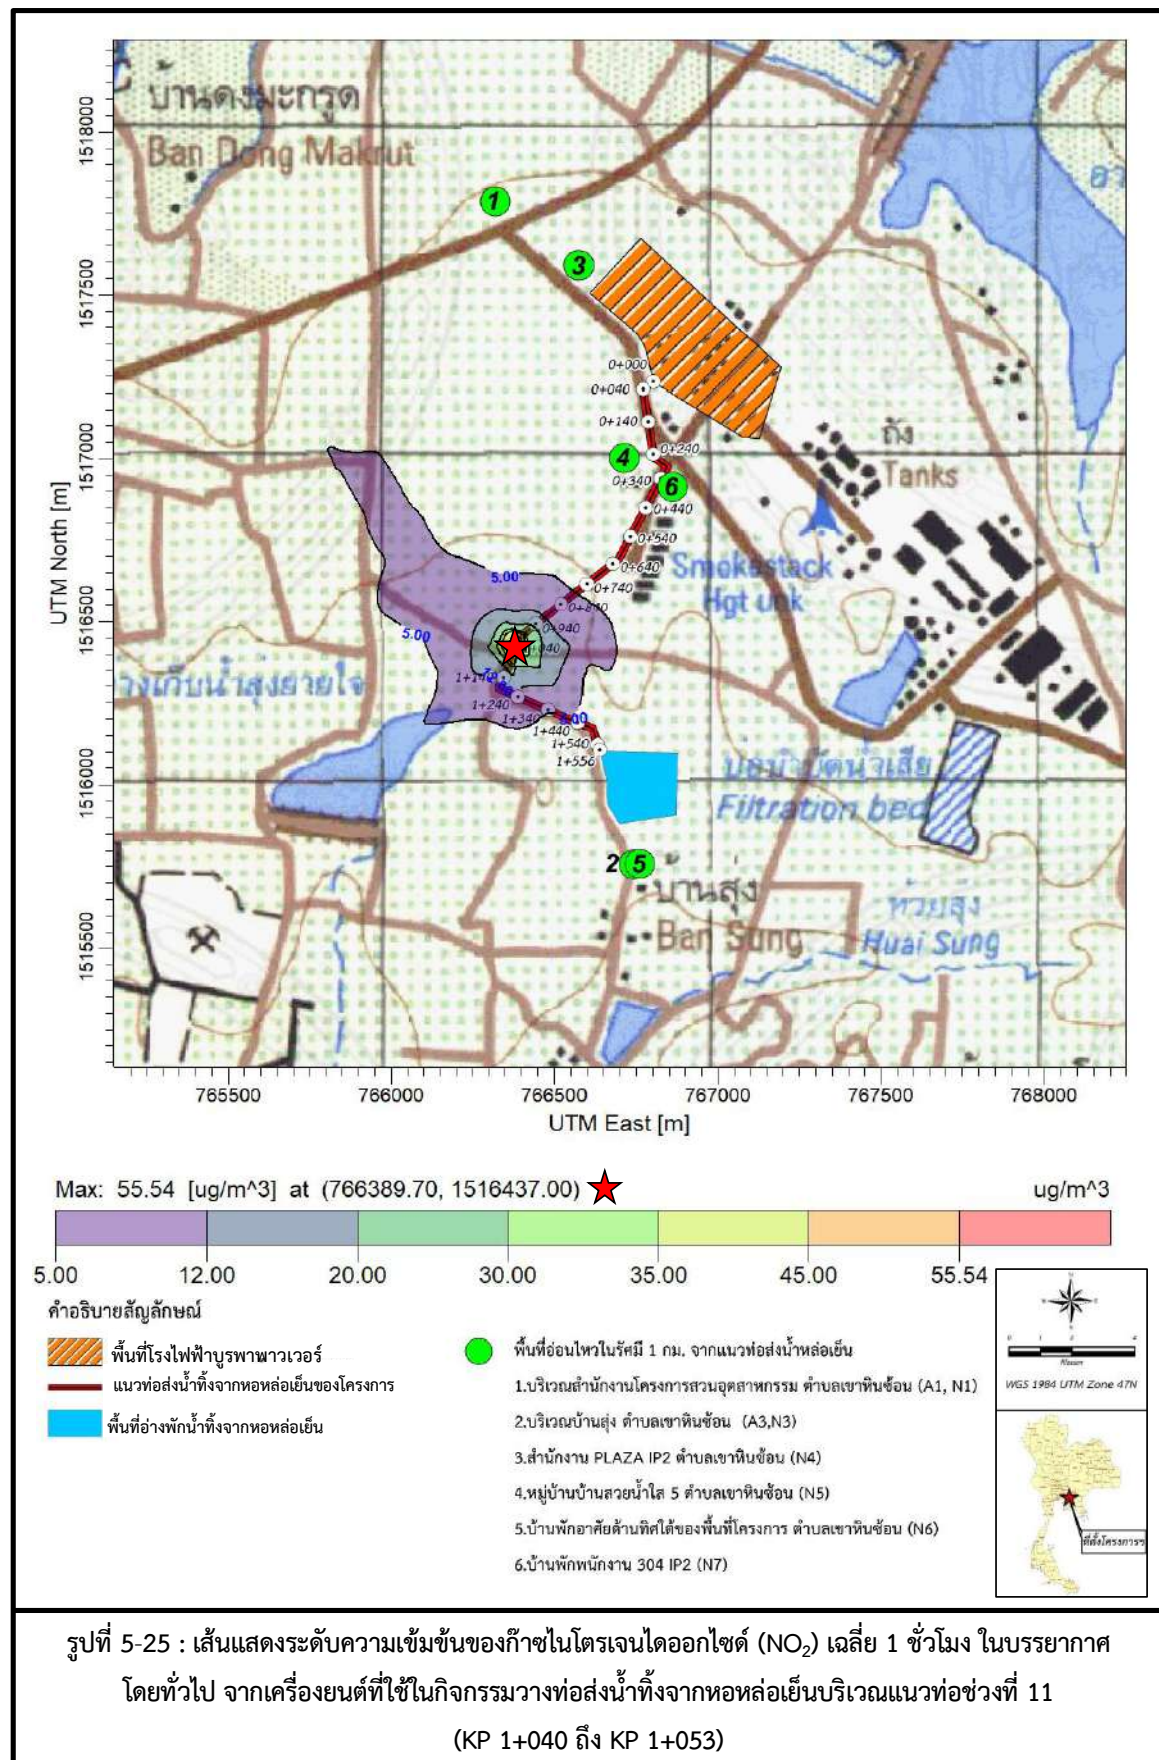 บ้านดงมะกรูด
Ban Dong Makrut
1
3
0+000
0+040
0+140
0+240
4
0+340
6
0+440
0+540
0+640
0+740
0+840
0+940
ถัง
Tanks
Smokestack
Hgt unk
5.00
5.00
12.00
5.00
1+240
1+340
1+440
1+540
1+556
Filtration bed
2
5
บ้านสุ่ง
Ban Sung
ห้วยสุ่ง
Huai Sung
UTM North [m]
1518000
1517500
1517000
1516500
1516000
1515500
765500 766000 766500 767000 767500 768000
UTM East [m]
Max: 55.54 [ug/m^3] at (766389.70, 1516437.00)
ug/m^3
5.00 12.00 20.00 30.00 35.00 45.00 55.54
คำอธิบายสัญลักษณ์
พื้นที่โรงไฟฟ้าบูรพาพาวเวอร์
แนวท่อส่งน้ำทิ้งจากหอหล่อเย็นของโครงการ
พื้นที่อ่างพักน้ำทิ้งจากหอหล่อเย็น
พื้นที่อ่อนไหวในรัศมี 1 กม. จากแนวท่อส่งน้ำหล่อเย็น
1.บริเวณสำนักงานโครงการสวนอุตสาหกรรม ตำบลเขาหินซ้อน (A1, N1)
2.บริเวณบ้านสุ่ง ตำบลเขาหินซ้อน (A3,N3)
3.สำนักงาน PLAZA IP2 ตำบลเขาหินซ้อน (N4)
4.หมู่บ้านบ้านสวยน้ำใส 5 ตำบลเขาหินซ้อน (N5)
5.บ้านพักอาศัยด้านทิศใต้ของพื้นที่โครงการ ตำบลเขาหินซ้อน (N6)
6.บ้านพักพนักงาน 304 IP2 (N7)
WGS 1984 UTM Zone 47N
ที่ตั้งโครงการฯ
รูปที่ 5-25 : เส้นแสดงระดับความเข้มข้นของก๊าซไนโตรเจนไดออกไซด์ (NO₂) เฉลี่ย 1 ชั่วโมง ในบรรยากาศ
โดยทั่วไป จากเครื่องยนต์ที่ใช้ในกิจกรรมวางท่อส่งน้ำทิ้งจากหอหล่อเย็นบริเวณแนวท่อช่วงที่ 11
(KP 1+040 ถึง KP 1+053)